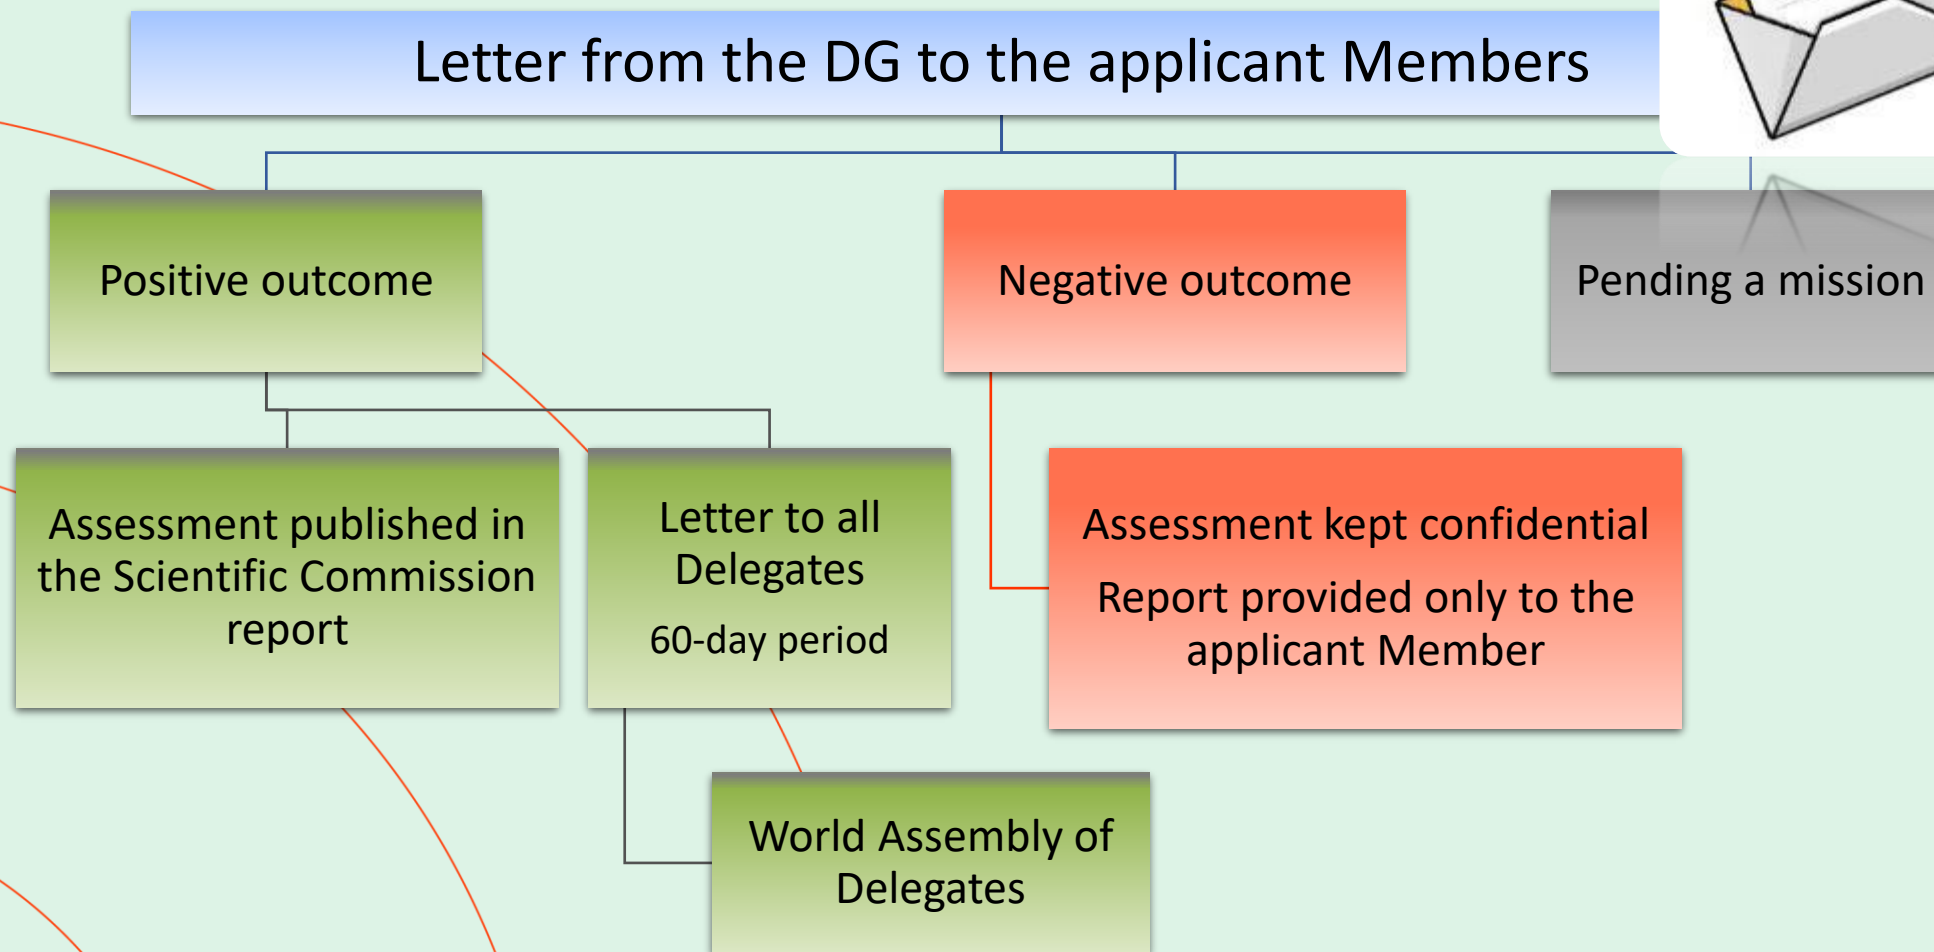 Letter from the DG to the applicant Members
Positive outcome
Negative outcome
Pending a mission
Assessment published in
the Scientific Commission
report
Letter to all
Delegates
60-day period
Assessment kept confidential
Report provided only to the
applicant Member
World Assembly of
Delegates